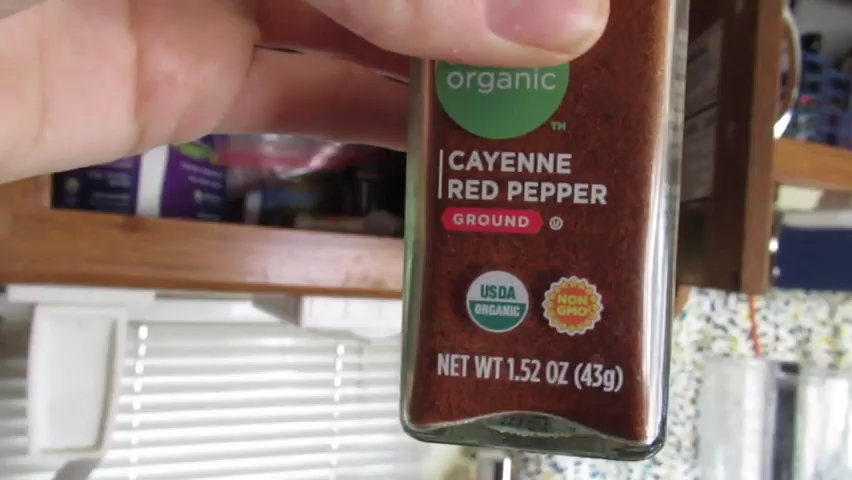 organic
TM
CAYENNE
RED PEPPER
GROUND
U
USDA
ORGANIC
NON
GMO
NET WT 1.52 OZ (43g)